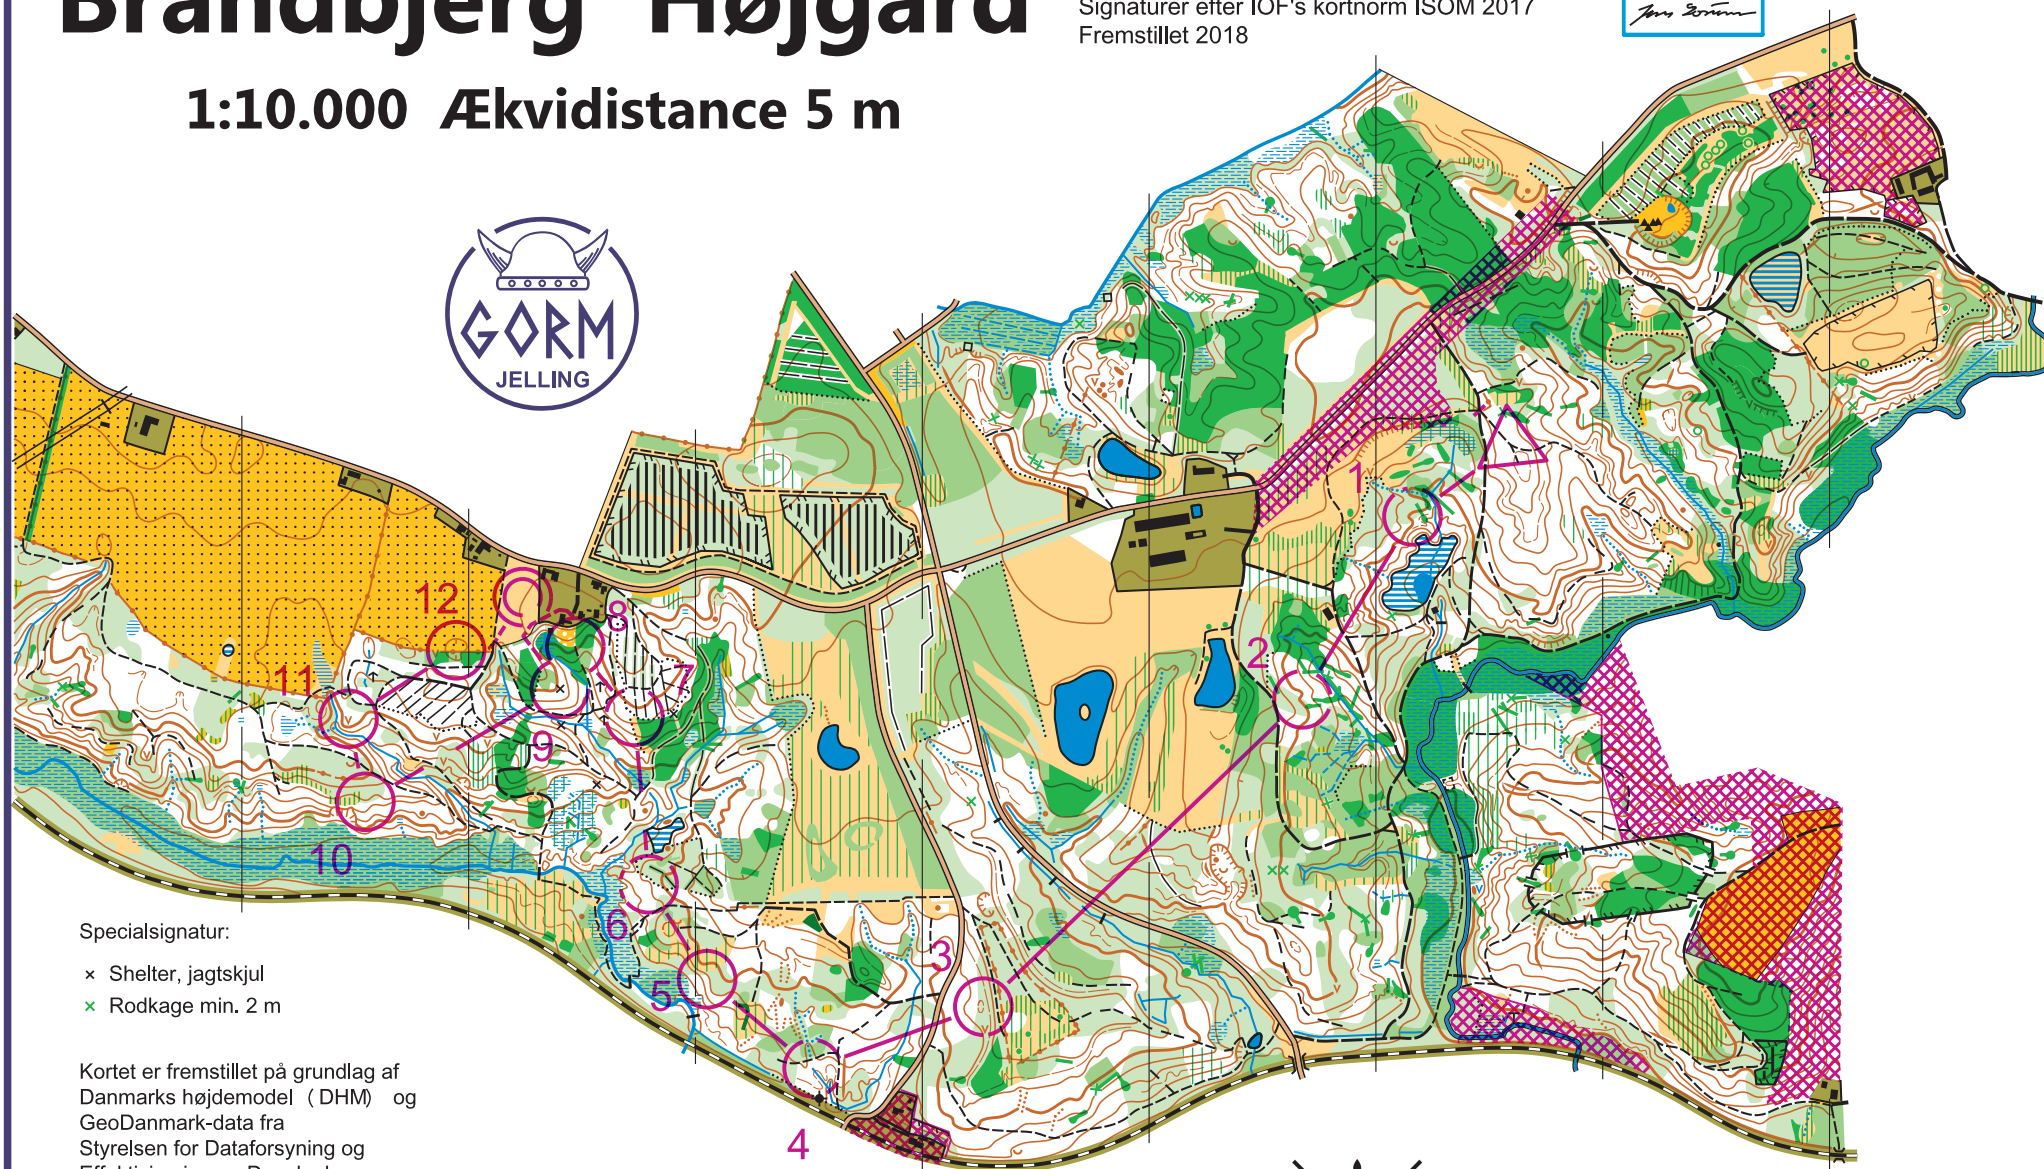 Brandbjerg Højgård
Signaturer efter IOF's kortnorm ISOM 2017
Fremstillet 2018
1:10.000 Ækvidistance 5 m
GORM
JELLING
1
2
3
4
5
6
7
8
9
10
11
12
Specialsignatur:
× Shelter, jagtskjul
× Rodkage min. 2 m
Kortet er fremstillet på grundlag af
Danmarks højdemodel ( DHM) og
GeoDanmark-data fra
Styrelsen for Dataforsyning og